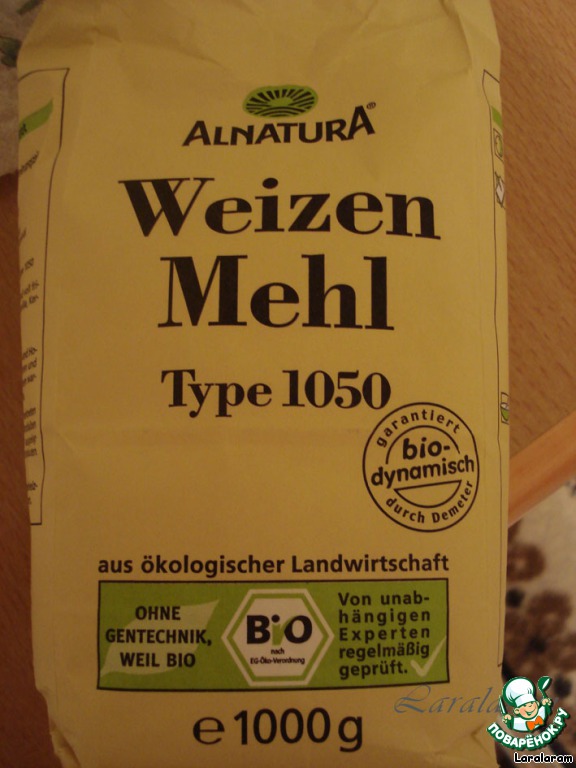 ALNATURA®
Weizen
Mehl
Type 1050
garantiert
bio-
dynamisch
durch Demeter
aus ökologischer Landwirtschaft
OHNE
GENTECHNIK,
WEIL BIO
Bio
nach
EG-Öko-Verordnung
Von unab-
hängigen
Experten
regelmäßig
geprüft.
e 1000 g
Larala
ПОВАРЁНОК.РУ
Laralaram